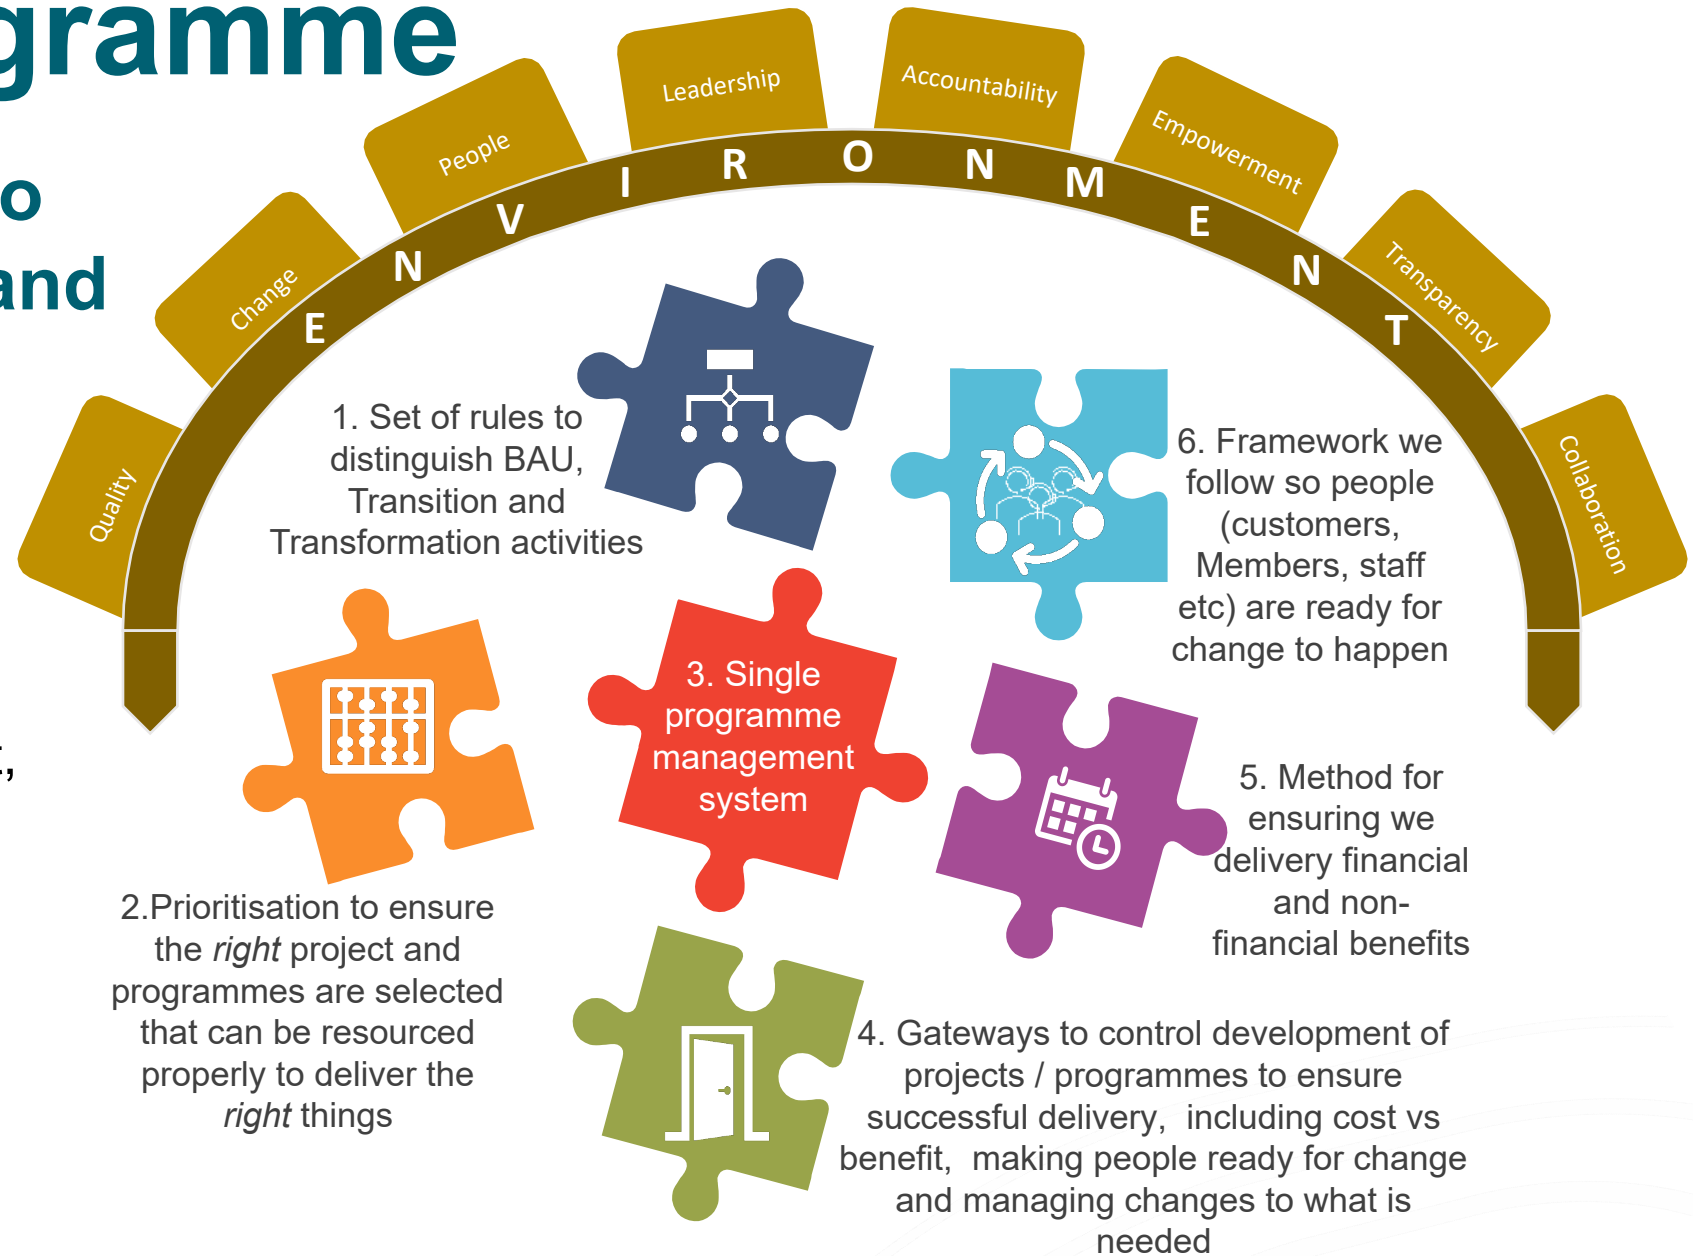 gramme
o
and
t,
Quality
Change
People
Leadership
Accountability
Empowerment
Transparency
Collaboration
ENVIRONMENT
1. Set of rules to
distinguish BAU,
Transition and
Transformation activities
2.Prioritisation to ensure
the right project and
programmes are selected
that can be resourced
properly to deliver the
right things
3. Single
programme
management
system
4. Gateways to control development of
projects / programmes to ensure
successful delivery, including cost vs
benefit, making people ready for change
and managing changes to what is
needed
5. Method for
ensuring we
delivery financial
and non-
financial benefits
6. Framework we
follow so people
(customers,
Members, staff
etc) are ready for
change to happen